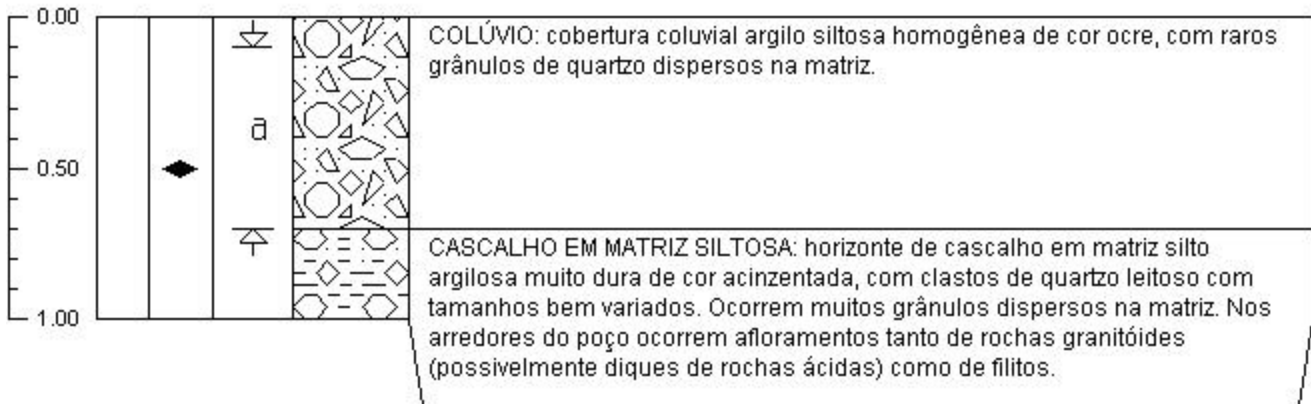 0.00
COLÚVIO: cobertura coluvial argilo siltosa homogênea de cor ocre, com raros
grânulos de quartzo dispersos na matriz.
a
0.50
CASCALHO EM MATRIZ SILTOSA: horizonte de cascalho em matriz silto
argilosa muito dura de cor acinzentada, com clastos de quartzo leitoso com
tamanhos bem variados. Ocorrem muitos grânulos dispersos na matriz. Nos
arredores do poço ocorrem afloramentos tanto de rochas granitóides
(possivelmente diques de rochas ácidas) como de filitos.
1.00